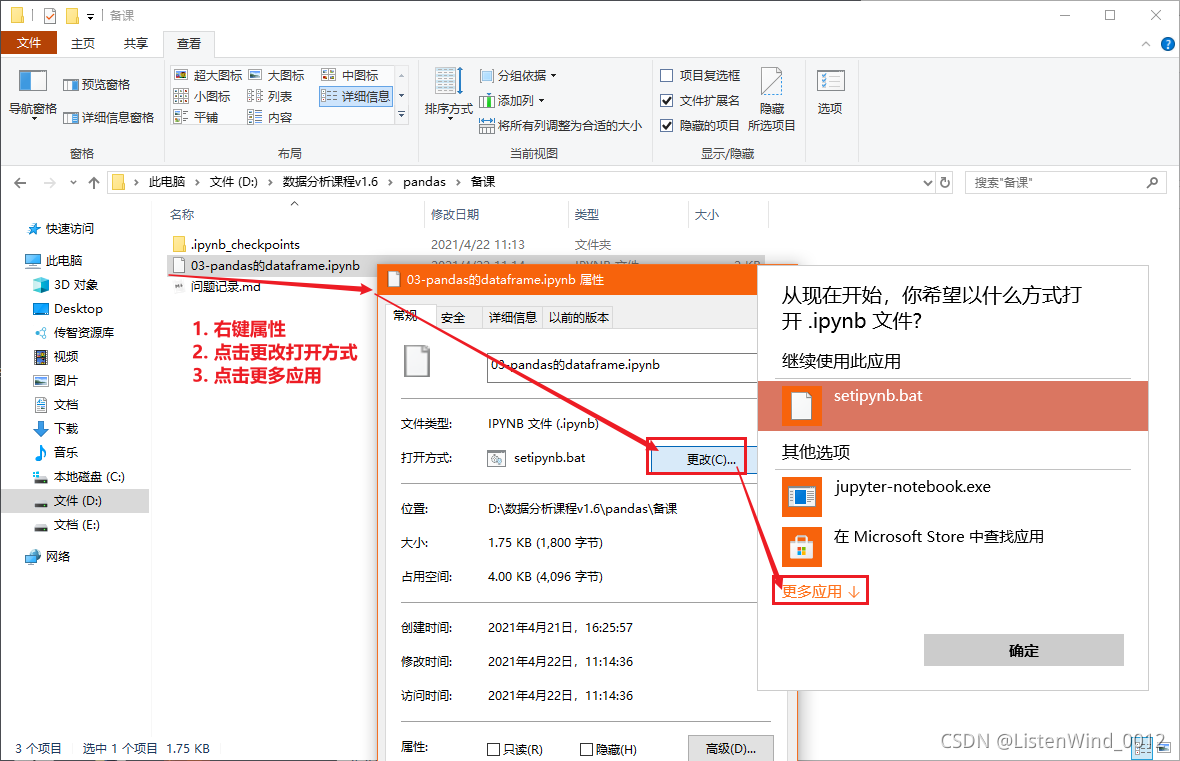 备课
文件 主页 共享 查看
导航窗格
预览窗格
详细信息窗格
窗格
超大图标 大图标 中图标
小图标 列表 详细信息
平铺 内容
布局
排序方式
分组依据
添加列
将所有列调整为合适的大小
当前视图
项目复选框
文件扩展名
隐藏的项目
隐藏
所选项目
显示/隐藏
选项
此电脑 文件 (D:) 数据分析课程v1.6 pandas 备课
搜索"备课"
快速访问
此电脑
3D 对象
Desktop
传智资源库
视频
图片
文档
下载
音乐
本地磁盘 (C:)
文件 (D:)
文档 (E:)
网络
名称 修改日期 类型 大小
.ipynb_checkpoints 2021/4/22 11:13 文件夹
03-pandas的dataframe.ipynb
问题记录.md
1. 右键属性
2. 点击更改打开方式
3. 点击更多应用
03-pandas的dataframe.ipynb 属性
常规 安全 详细信息 以前的版本
03-pandas的dataframe.ipynb
文件类型: IPYNB 文件 (.ipynb)
打开方式: setipynb.bat 更改(C)...
位置: D:\数据分析课程v1.6\pandas\备课
大小: 1.75 KB (1,800 字节)
占用空间: 4.00 KB (4,096 字节)
创建时间: 2021年4月21日，16:25:57
修改时间: 2021年4月22日，11:14:36
访问时间: 2021年4月22日，11:14:36
属性: 只读(R) 隐藏(H) 高级(D)...
从现在开始，你希望以什么方式打
开 .ipynb 文件?
继续使用此应用
setipynb.bat
其他选项
jupyter-notebook.exe
在 Microsoft Store 中查找应用
更多应用 ↓
确定
3 个项目 选中 1 个项目 1.75 KB
CSDN @ListenWind_0012